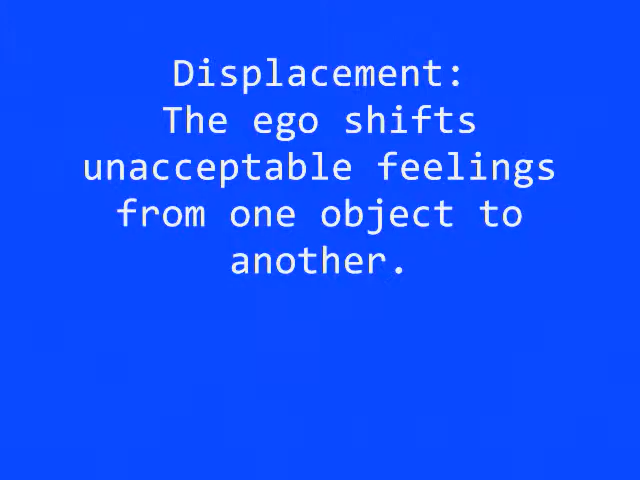 Displacement:
The ego shifts
unacceptable feelings
from one object to
another.